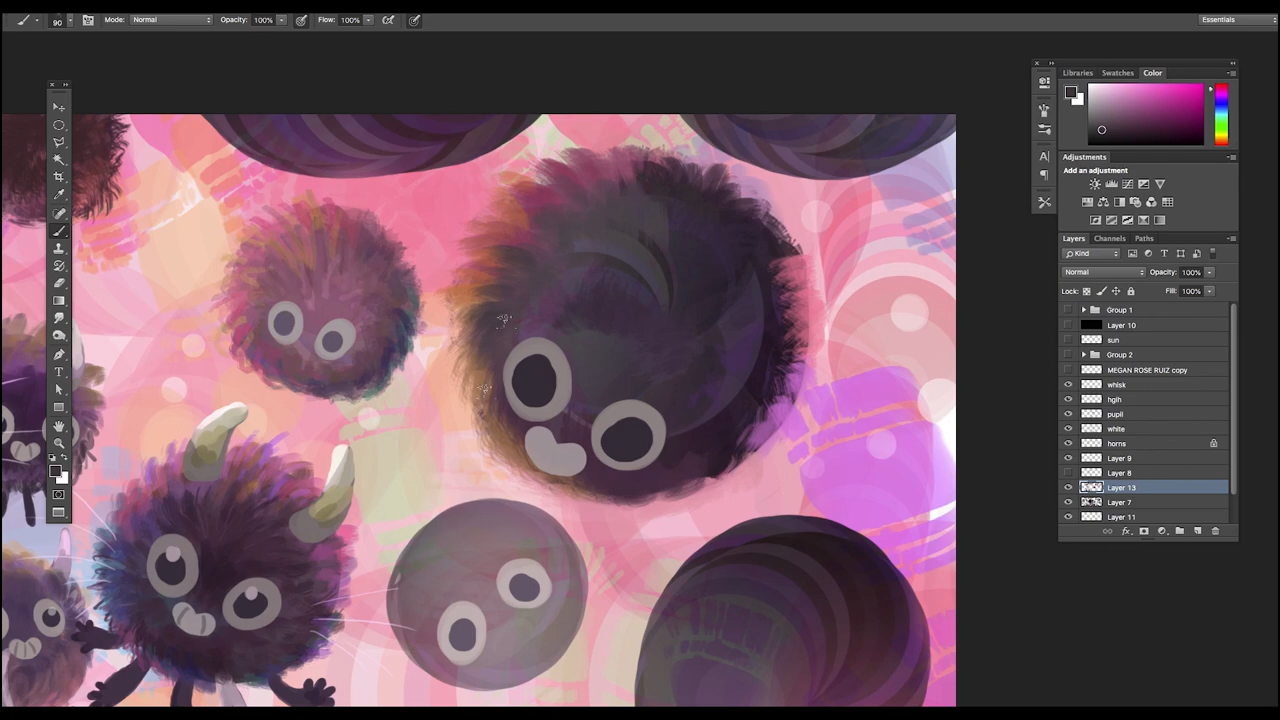 90 Mode: Normal Opacity: 100% Flow: 100% Essentials
Libraries Swatches Color
Adjustments
Add an adjustment
Layers Channels Paths
Kind
Normal Opacity: 100%
Lock: Fill: 100%
Group 1
Layer 10
sun
Group 2
MEGAN ROSE RUIZ copy
whisk
hglh
pupil
white
horns
Layer 9
Layer 8
Layer 13
Layer 7
Layer 11